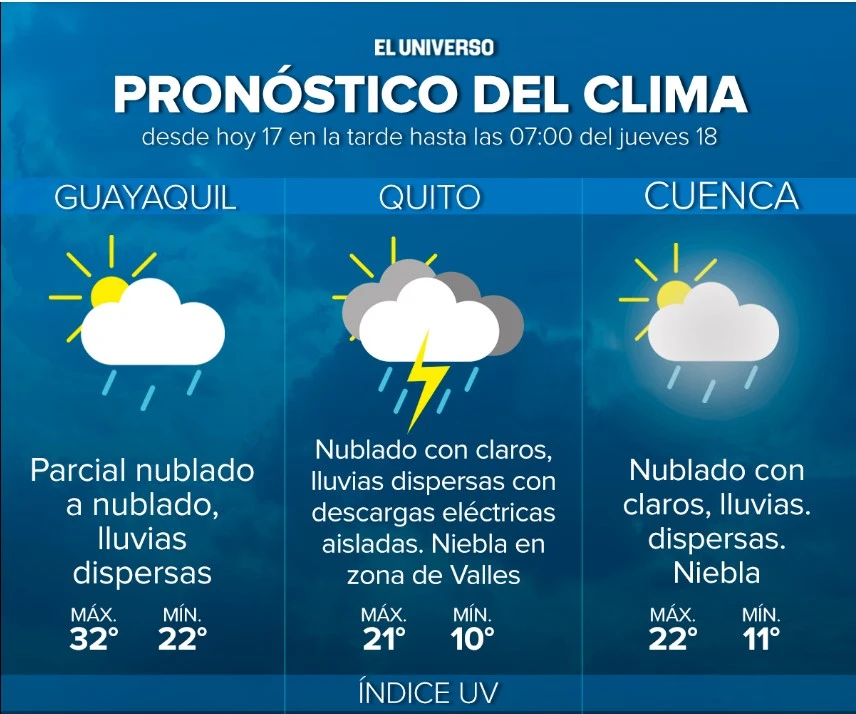 EL UNIVERSO
PRONÓSTICO DEL CLIMA
desde hoy 17 en la tarde hasta las 07:00 del jueves 18
GUAYAQUIL
Parcial nublado
a nublado,
lluvias
dispersas
MÁX. MÍN.
32° 22°
QUITO
Nublado con claros,
lluvias dispersas con
descargas eléctricas
aisladas. Niebla en
zona de Valles
MÁX. MÍN.
21° 10°
CUENCA
Nublado con
claros, lluvias.
dispersas.
Niebla
MÁX. MÍN.
22° 11°
ÍNDICE UV